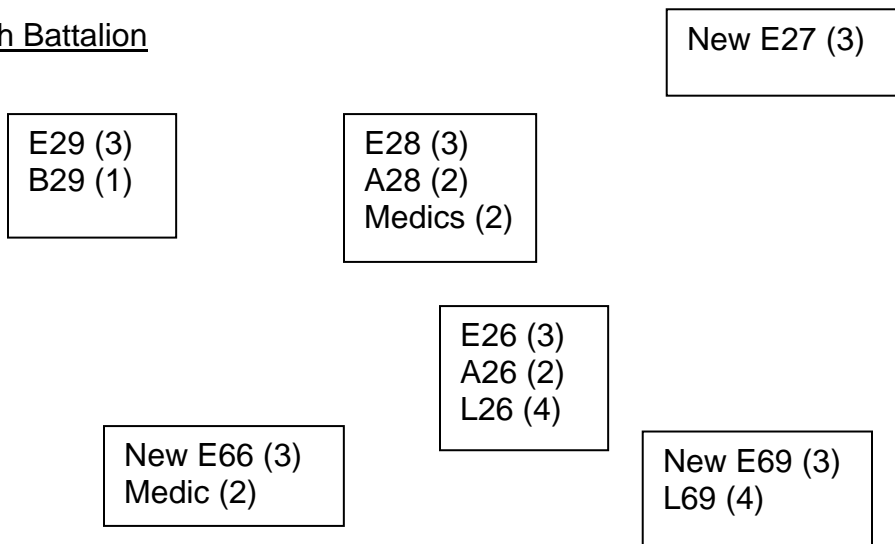 Battalion
New E27 (3)
E29 (3)
B29 (1)
E28 (3)
A28 (2)
Medics (2)
E26 (3)
A26 (2)
L26 (4)
New E66 (3)
Medic (2)
New E69 (3)
L69 (4)